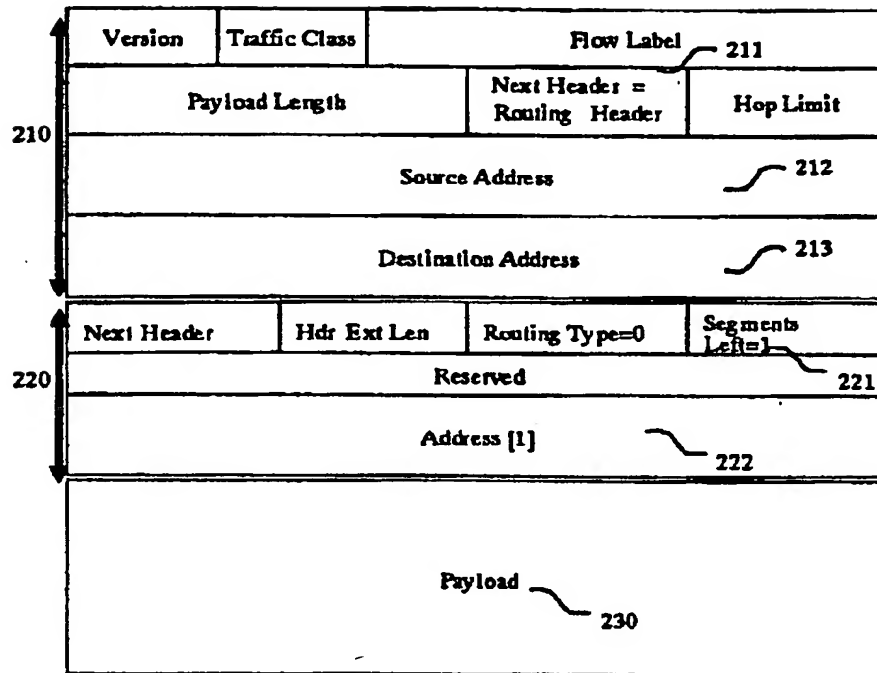 Version Traffic Class Flow Label
211
Payload Length Next Header = Routing Header Hop Limit
210
Source Address 212
Destination Address 213
Next Header Hdr Ext Len Routing Type=0 Segments Left=1
220 221
Reserved
Address [1]
222
Payload
230